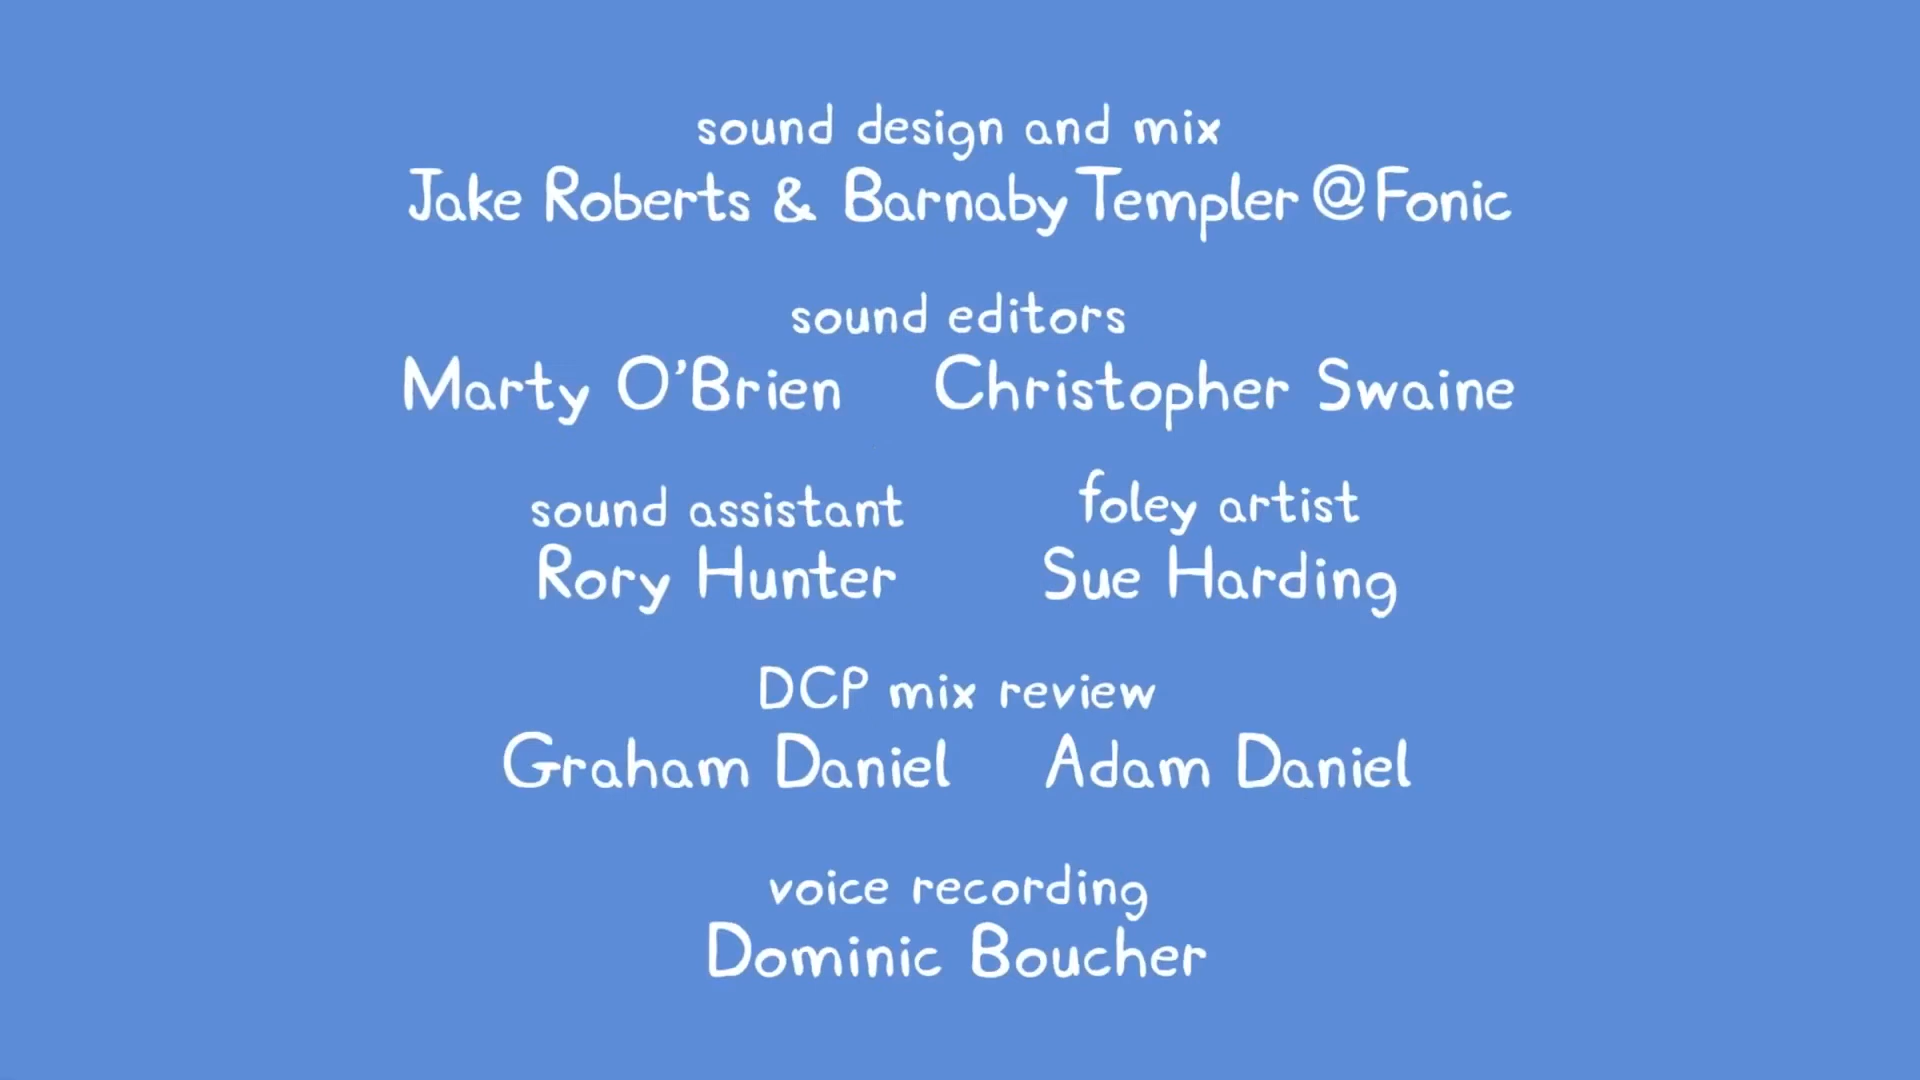 sound design and mix
Jake Roberts & Barnaby Templer @ Fonic
sound editors
Marty O'Brien Christopher Swaine
sound assistant foley artist
Rory Hunter Sue Harding
DCP mix review
Graham Daniel Adam Daniel
voice recording
Dominic Boucher